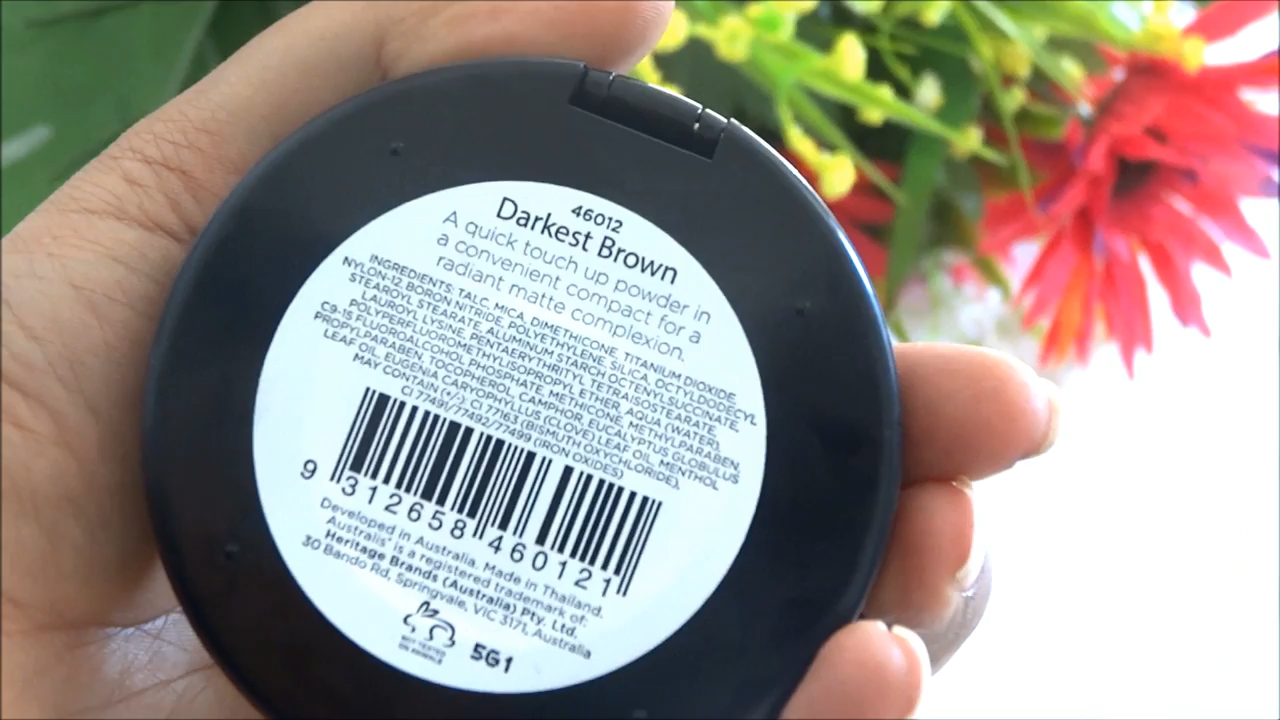 46012
Darkest Brown
A quick touch up powder in
a convenient compact for a
radiant matte complexion.
INGREDIENTS: TALC, MICA, DIMETHICONE, TITANIUM DIOXIDE,
NYLON-12, BORON NITRIDE, POLYETHYLENE, SILICA, OCTYLDODECYL
STEAROYL STEARATE, ALUMINUM STARCH OCTENYLSUCCINATE,
LAUROYL LYSINE, PENTAERYTHRITYL TETRAISOSTEARATE,
POLYPERFLUOROMETHYLISOPROPYL ETHER, AQUA (WATER),
C9-15 FLUOROALCOHOL PHOSPHATE, METHICONE, METHYLPARABEN,
PROPYLPARABEN, TOCOPHEROL, CAMPHOR, EUCALYPTUS GLOBULUS
LEAF OIL, EUGENIA CARYOPHYLLUS (CLOVE) LEAF OIL, MENTHOL
MAY CONTAIN (+/-): CI 77163 (BISMUTH OXYCHLORIDE),
CI 77491/77492/77499 (IRON OXIDES)
9 312658 460121
Developed in Australia. Made in Thailand.
Australis® is a registered trademark of:
Heritage Brands (Australia) Pty. Ltd.
30 Bando Rd, Springvale, VIC 3171, Australia
NOT TESTED
ON ANIMALS
5G1